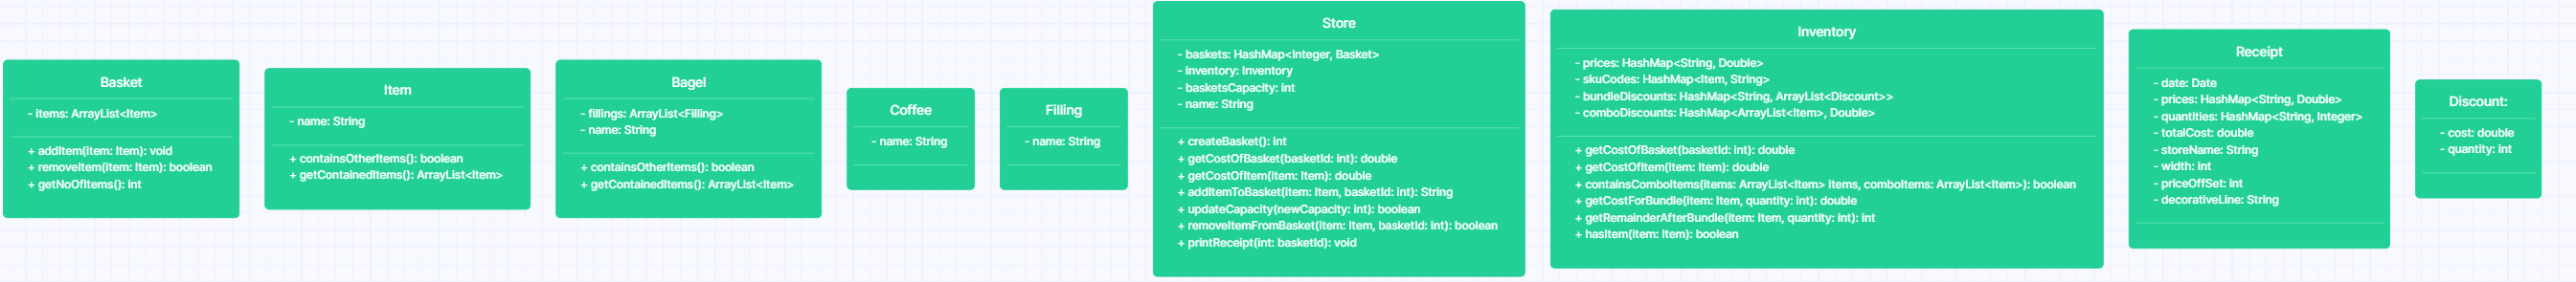 Basket
- items: ArrayList<Item>
+ addItem(item: Item): void
+ removeItem(item: Item): boolean
+ getNoOfItems(): int
Item
- name: String
+ containsOtherItems(): boolean
+ getContainedItems(): ArrayList<Item>
Bagel
- fillings: ArrayList<Filling>
- name: String
+ containsOtherItems(): boolean
+ getContainedItems(): ArrayList<Item>
Coffee
- name: String
Filling
- name: String
Store
- baskets: HashMap<Integer, Basket>
- inventory: Inventory
- basketsCapacity: int
- name: String
+ createBasket(): int
+ getCostOfBasket(basketId: int): double
+ getCostOfItem(item: Item): double
+ addItemToBasket(item: Item, basketId: int): String
+ updateCapacity(newCapacity: int): boolean
+ removeItemFromBasket(item: Item, basketId: int): boolean
+ printReceipt(int: basketId): void
Inventory
- prices: HashMap<String, Double>
- skuCodes: HashMap<Item, String>
- bundleDiscounts: HashMap<String, ArrayList<Discount>>
- comboDiscounts: HashMap<ArrayList<Item>, Double>
+ getCostOfBasket(basketId: int): double
+ getCostOfItem(item: Item): double
+ containsComboItems(items: ArrayList<Item> items, comboItems: ArrayList<Item>): boolean
+ getCostForBundle(item: Item, quantity: int): double
+ getRemainderAfterBundle(item: Item, quantity: int): int
+ hasItem(item: Item): boolean
Receipt
- date: Date
- prices: HashMap<String, Double>
- quantities: HashMap<String, Integer>
- totalCost: double
- storeName: String
- width: int
- priceOffSet: int
- decorativeLine: String
Discount:
- cost: double
- quantity: int